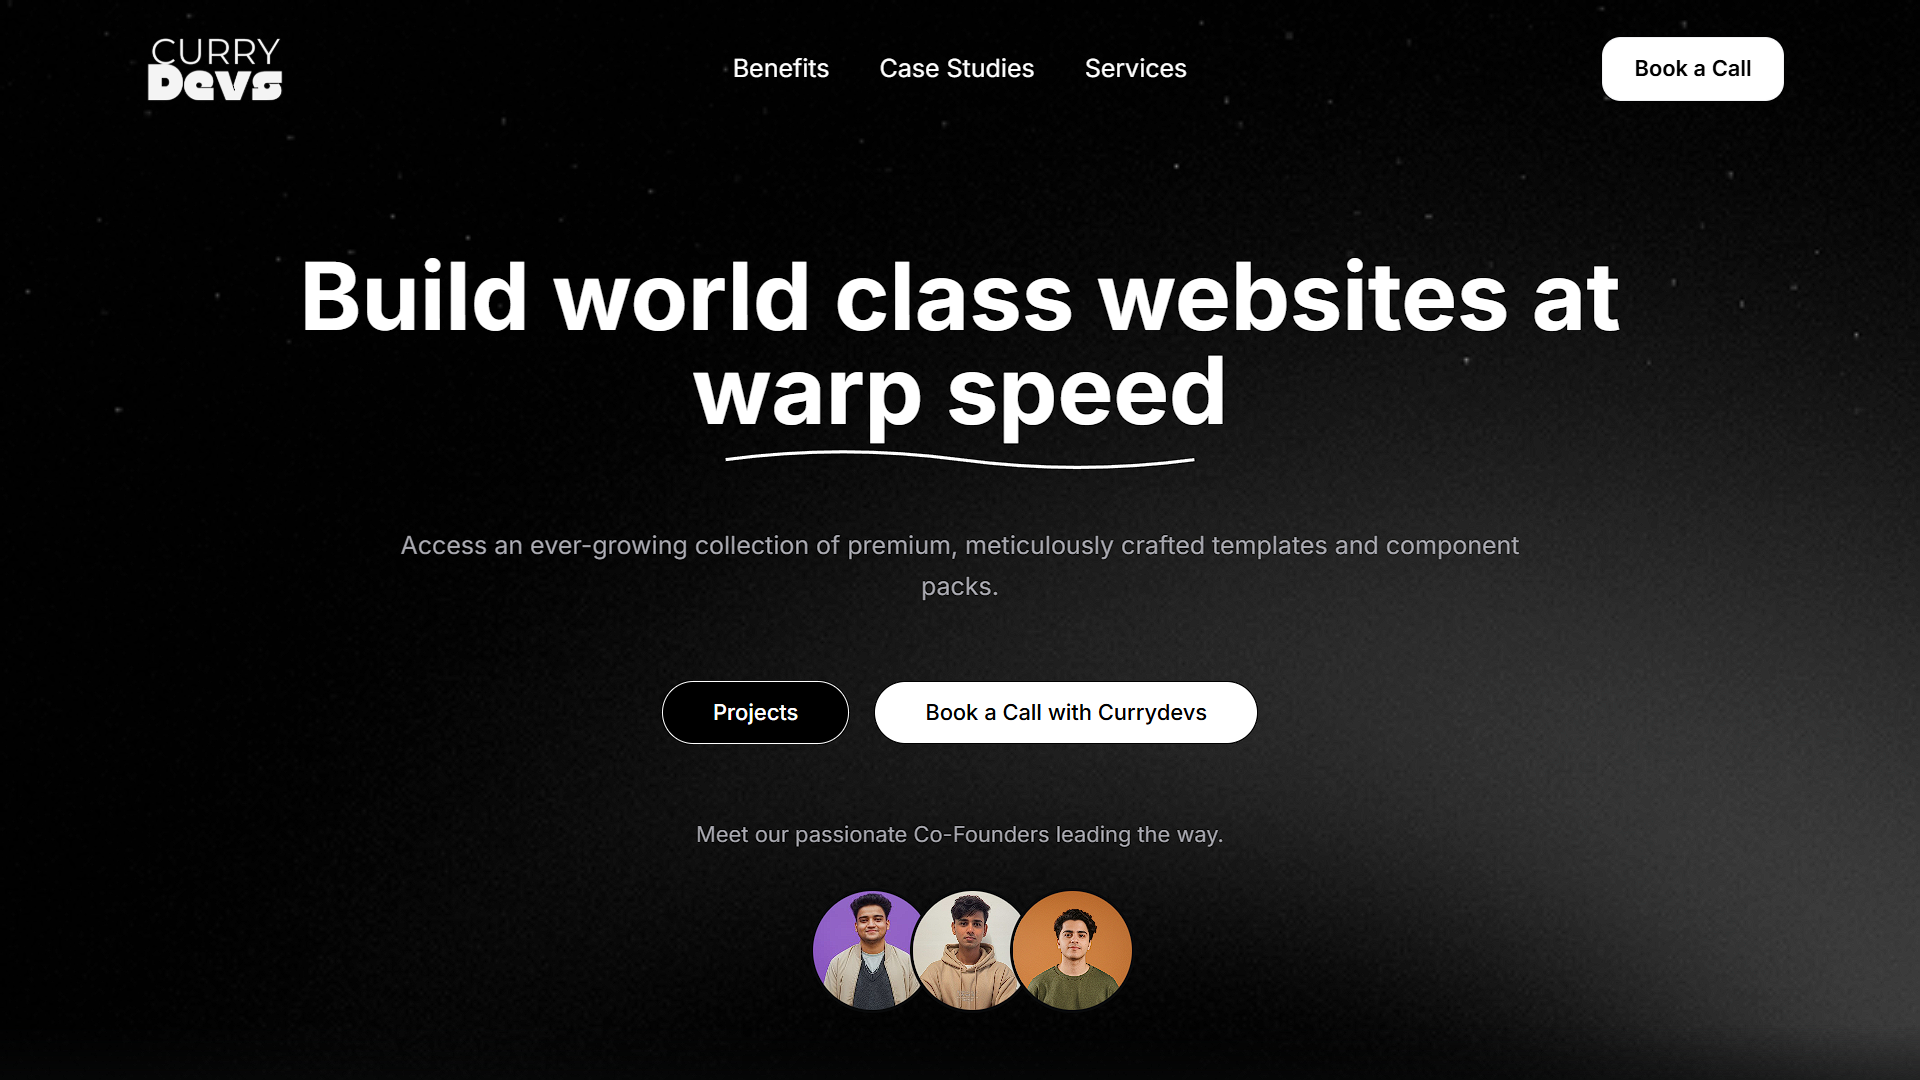 CURRY
Devs
Benefits
Case Studies
Services
Book a Call
Build world class websites at
warp speed
Access an ever-growing collection of premium, meticulously crafted templates and component
packs.
Projects
Book a Call with Currydevs
Meet our passionate Co-Founders leading the way.